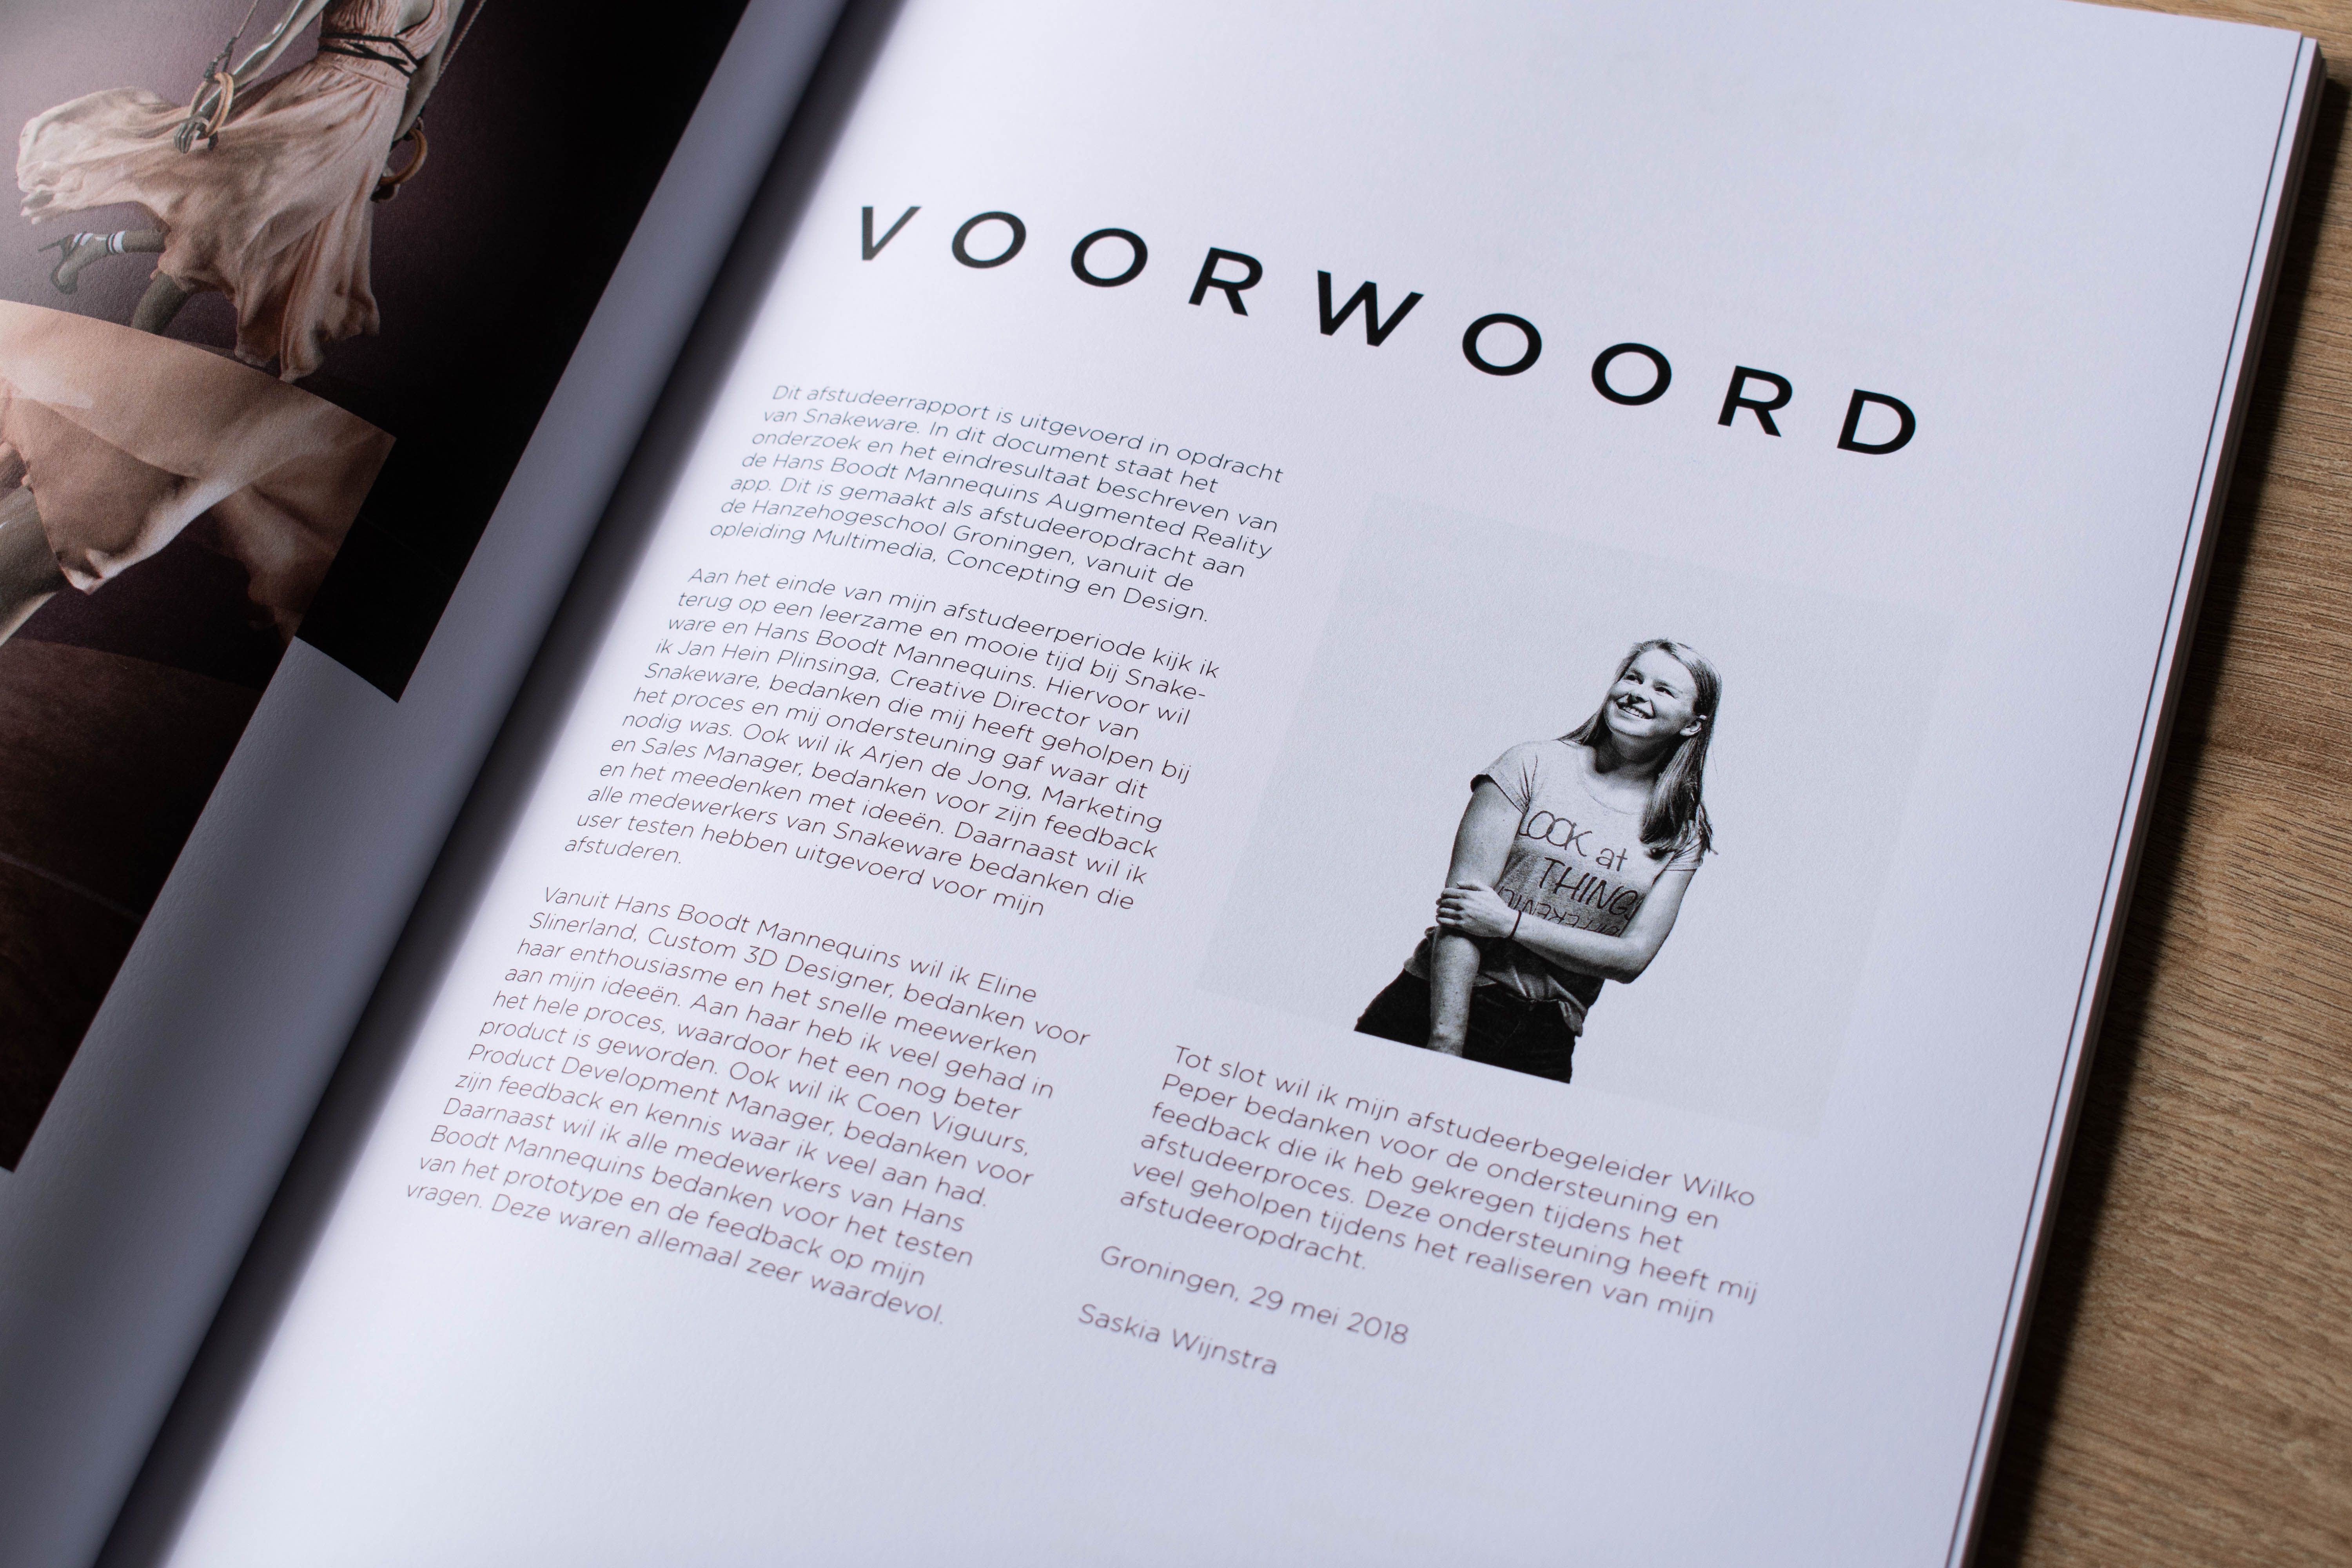 VOORWOORD
Dit afstudeerrapport is uitgevoerd in opdracht
van Snakeware. In dit document staat het
onderzoek en het eindresultaat beschreven van
de Hans Boodt Mannequins Augmented Reality
app. Dit is gemaakt als afstudeeropdracht aan
de Hanzehogeschool Groningen, vanuit de
opleiding Multimedia, Concepting en Design.
Aan het einde van mijn afstudeerperiode kijk ik
terug op een leerzame en mooie tijd bij Snake-
ware en Hans Boodt Mannequins. Hiervoor wil
ik Jan Hein Plinsinga, Creative Director van
Snakeware, bedanken die mij heeft geholpen bij
het proces en mij ondersteuning gaf waar dit
nodig was. Ook wil ik Arjen de Jong, Marketing
en Sales Manager, bedanken voor zijn feedback
en het meedenken met ideeën. Daarnaast wil ik
alle medewerkers van Snakeware bedanken die
user testen hebben uitgevoerd voor mijn
afstuderen.
Vanuit Hans Boodt Mannequins wil ik Eline
Slinerland, Custom 3D Designer, bedanken voor
haar enthousiasme en het snelle meewerken
aan mijn ideeën. Aan haar heb ik veel gehad in
het hele proces, waardoor het een nog beter
product is geworden. Ook wil ik Coen Viguurs,
Product Development Manager, bedanken voor
zijn feedback en kennis waar ik veel aan had.
Daarnaast wil ik alle medewerkers van Hans
Boodt Mannequins bedanken voor het testen
van het prototype en de feedback op mijn
vragen. Deze waren allemaal zeer waardevol.
LOOK at
THINGS
Tot slot wil ik mijn afstudeerbegeleider Wilko
Peper bedanken voor de ondersteuning en
feedback die ik heb gekregen tijdens het
afstudeerproces. Deze ondersteuning heeft mij
veel geholpen tijdens het realiseren van mijn
afstudeeropdracht.
Groningen, 29 mei 2018
Saskia Wijnstra